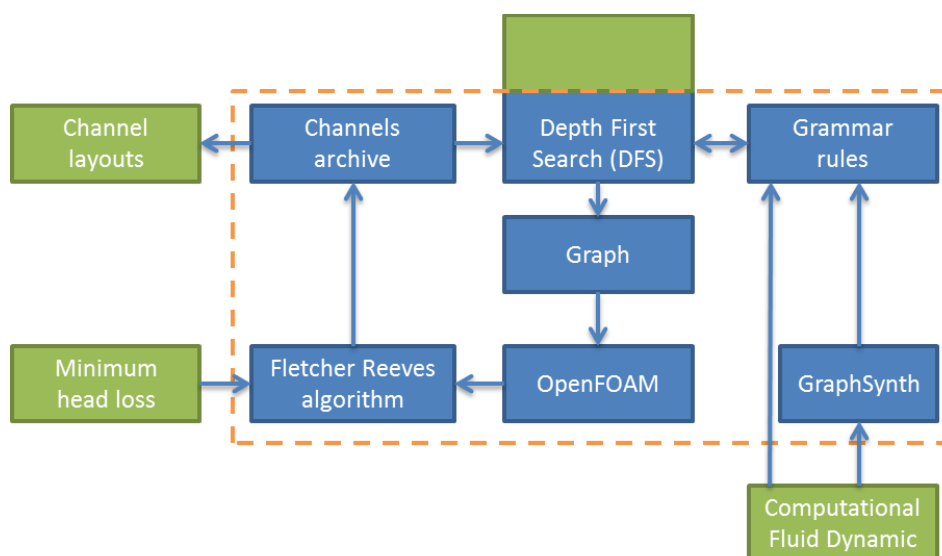 Channel
layouts
Channels
archive
Depth First
Search (DFS)
Grammar
rules
Graph
Minimum
head loss
Fletcher Reeves
algorithm
OpenFOAM
GraphSynth
Computational
Fluid Dynamic